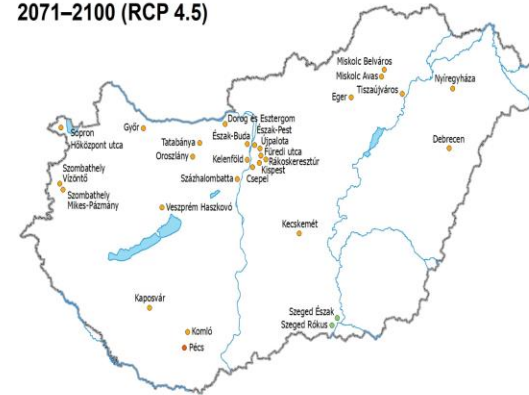 2071–2100 (RCP 4.5)
Miskolc Belváros
Miskolc Avas
Tiszaújváros
Nyíregyháza
Eger
Dorog és Esztergom
Sopron
Hőközpont utca
Győr
Észak-Pest
Észak-Buda
Újpalota
Tatabánya
Füredi utca
Debrecen
Oroszlány
Kelenföld
Rákoskeresztúr
Kispest
Szombathely
Vízöntő
Százhalombatta
Csepel
Szombathely
Mikes-Pázmány
Veszprém Haszkovó
Kecskemét
Kaposvár
Szeged Észak
Szeged Rókus
Komló
Pécs